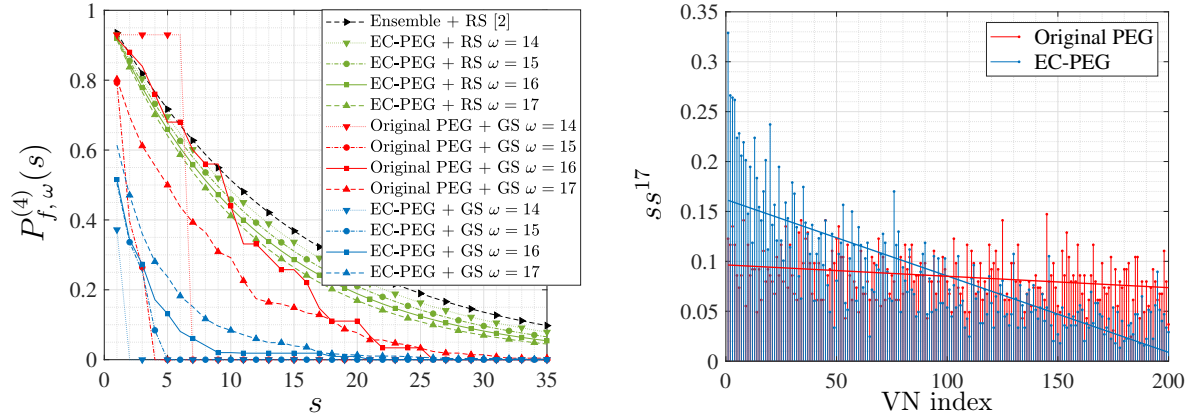 1
0.8
0.6
0.4
0.2
0
0
5
10
15
20
25
30
35
s
P_{f, ω}^{(4)}(s)
Ensemble + RS [2]
EC-PEG + RS ω = 14
EC-PEG + RS ω = 15
EC-PEG + RS ω = 16
EC-PEG + RS ω = 17
Original PEG + GS ω = 14
Original PEG + GS ω = 15
Original PEG + GS ω = 16
Original PEG + GS ω = 17
EC-PEG + GS ω = 14
EC-PEG + GS ω = 15
EC-PEG + GS ω = 16
EC-PEG + GS ω = 17
0.35
0.3
0.25
0.2
0.15
0.1
0.05
0
0
50
100
150
200
VN index
ss^{17}
Original PEG
EC-PEG